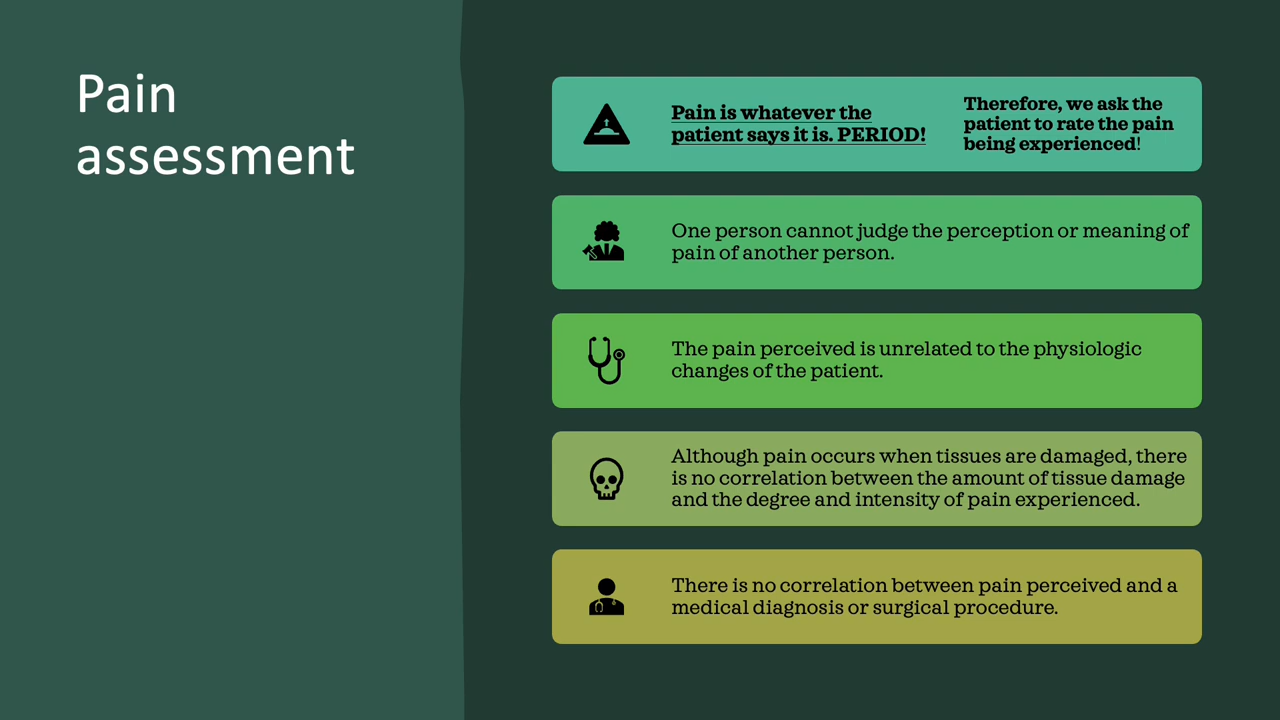 Pain
assessment
Pain is whatever the
patient says it is. PERIOD!
Therefore, we ask the
patient to rate the pain
being experienced!
One person cannot judge the perception or meaning of
pain of another person.
The pain perceived is unrelated to the physiologic
changes of the patient.
Although pain occurs when tissues are damaged, there
is no correlation between the amount of tissue damage
and the degree and intensity of pain experienced.
There is no correlation between pain perceived and a
medical diagnosis or surgical procedure.